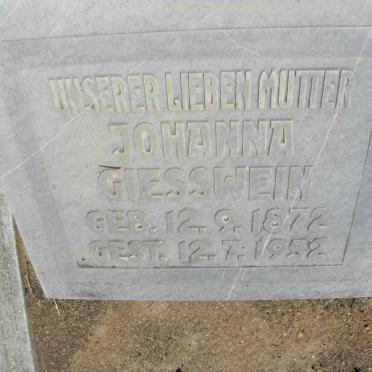 UNSERER LIEBEN MUTTER
JOHANNA
GIESSWEIN
GEB. 12. 9. 1872
GEST. 12. 7. 1952